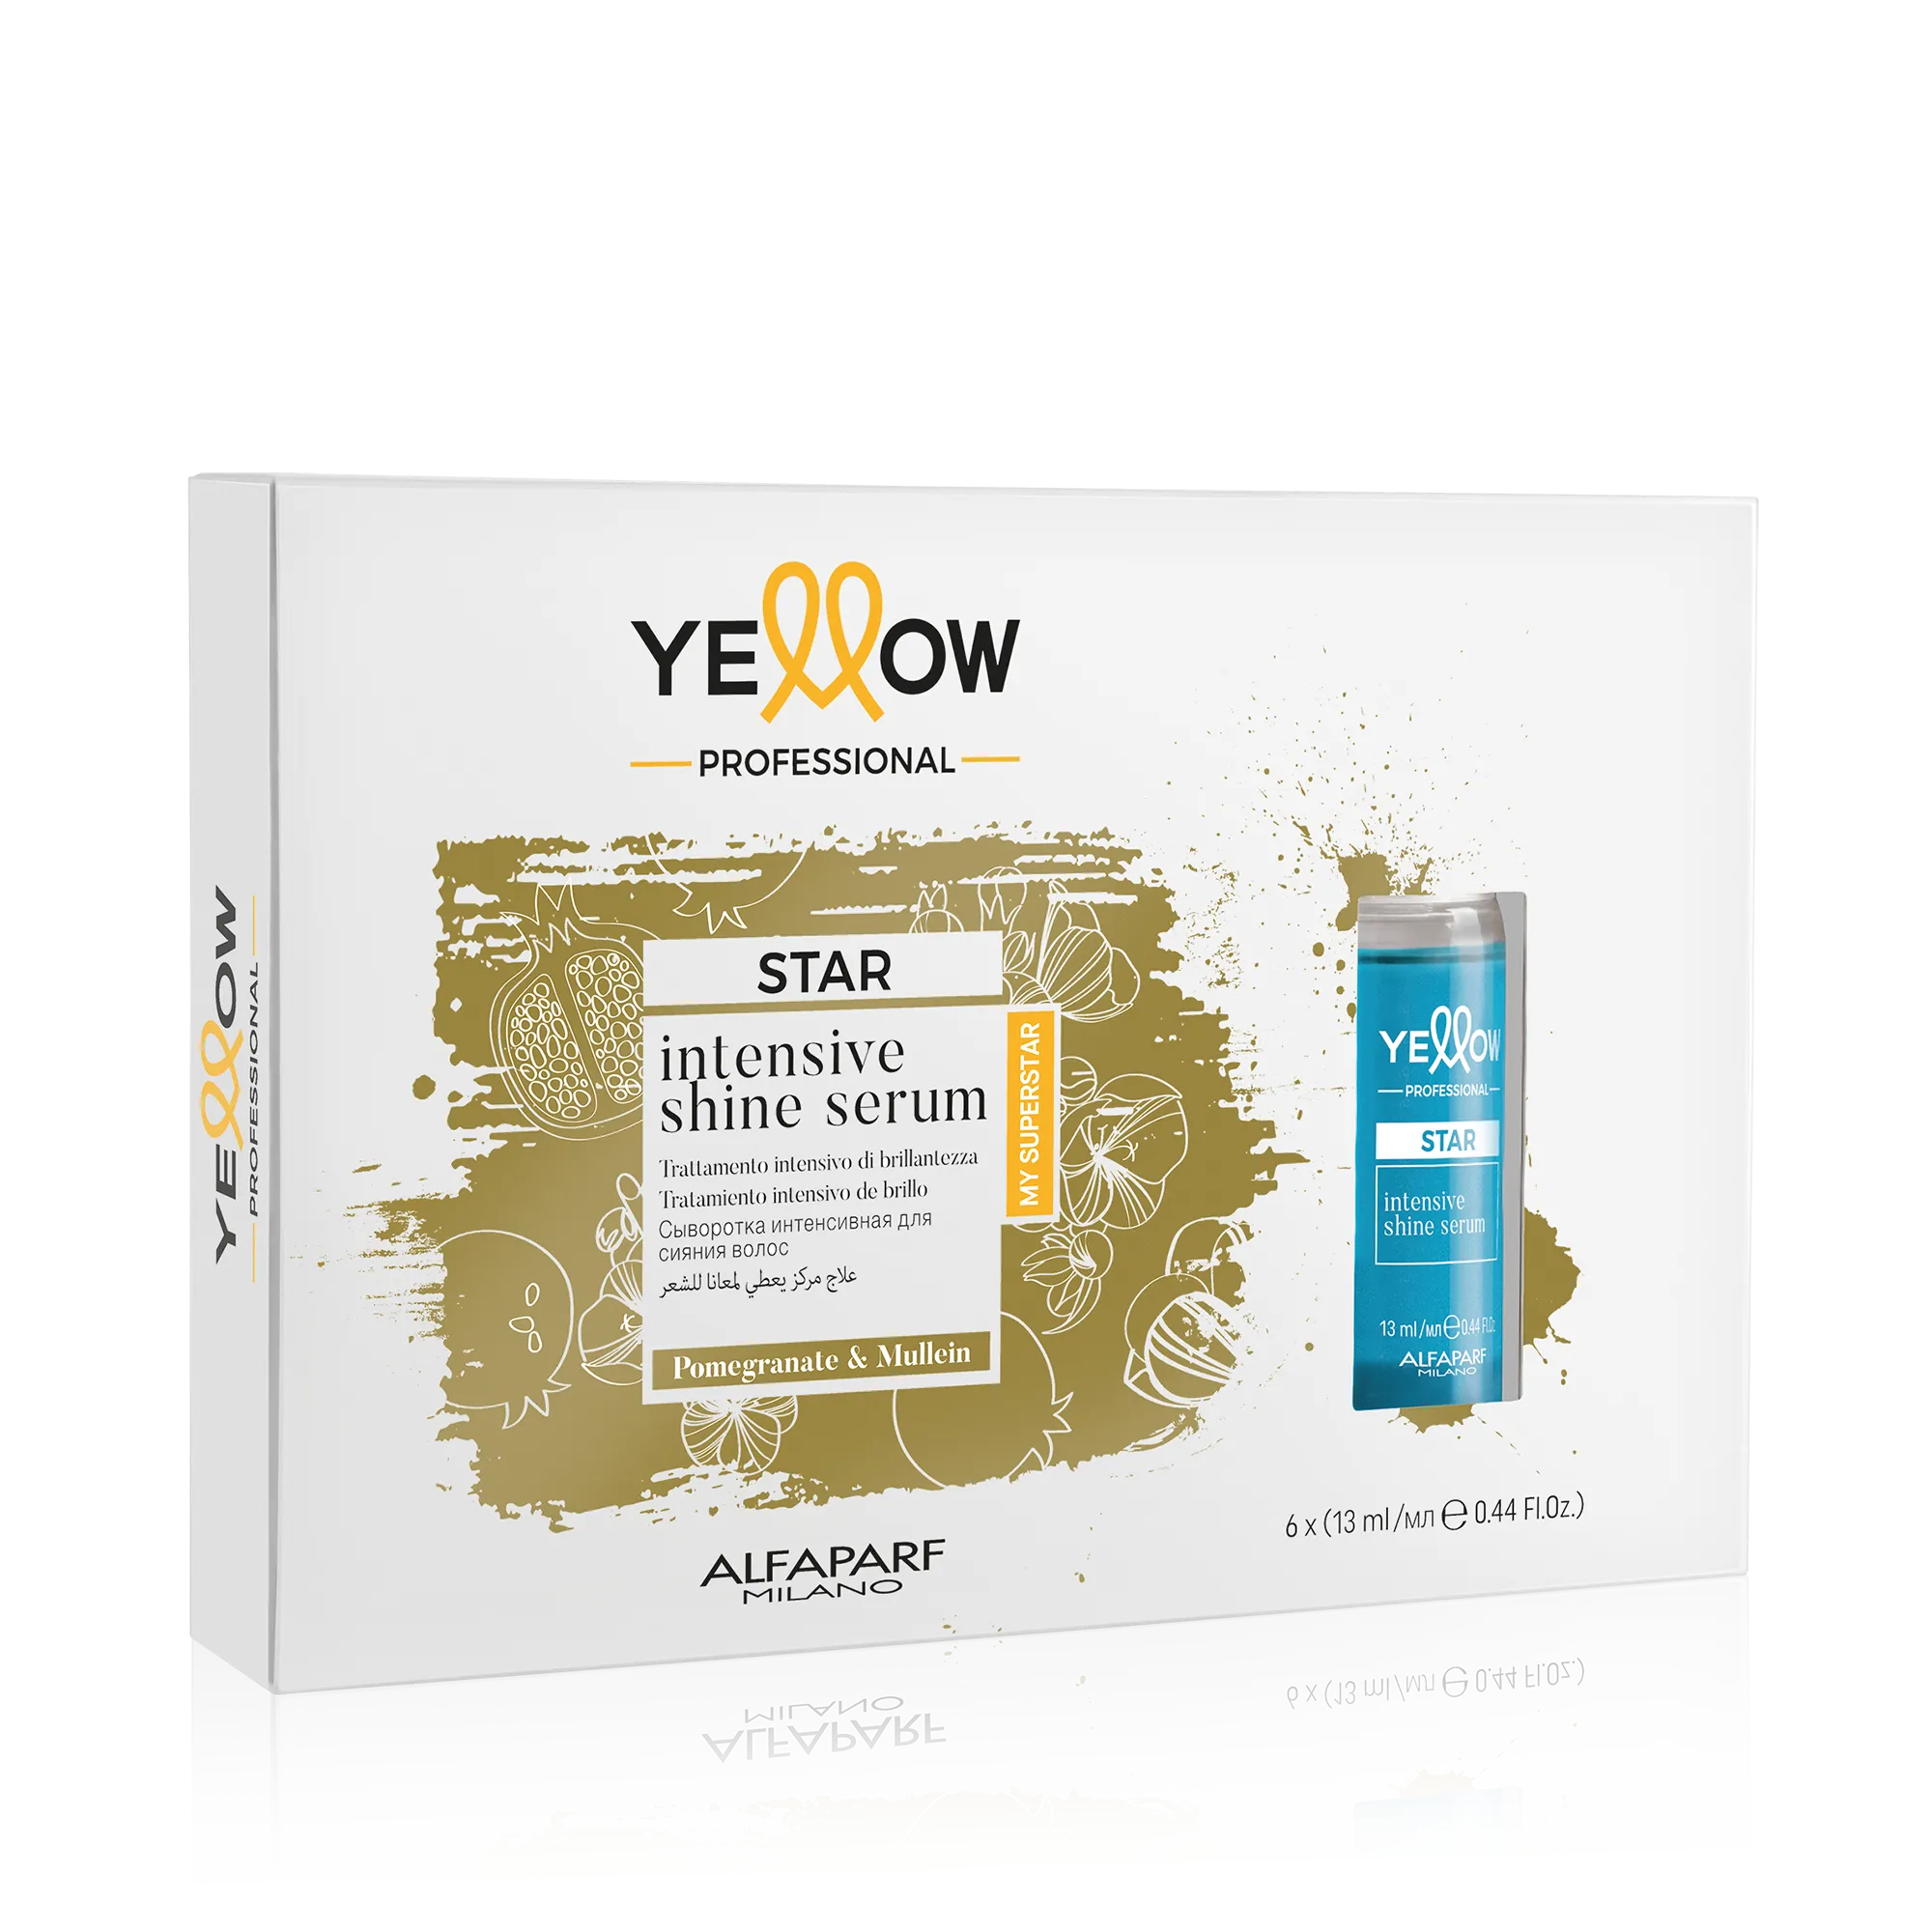 YELLOW
PROFESSIONAL
YELLOW
PROFESSIONAL
STAR
intensive
shine serum
MY SUPERSTAR
Trattamento intensivo di brillantezza
Tratamiento intensivo de brillo
Сыворотка интенсивная для
сияния волос
علاج مركز يعطي لمعانا للشعر
Pomegranate & Mullein
ALFAPARF
MILANO
YELLOW
PROFESSIONAL
STAR
intensive
shine serum
13 ml/мл ℮ 0.44 Fl.Oz
ALFAPARF
MILANO
6 x (13 ml/мл ℮ 0.44 Fl.Oz.)